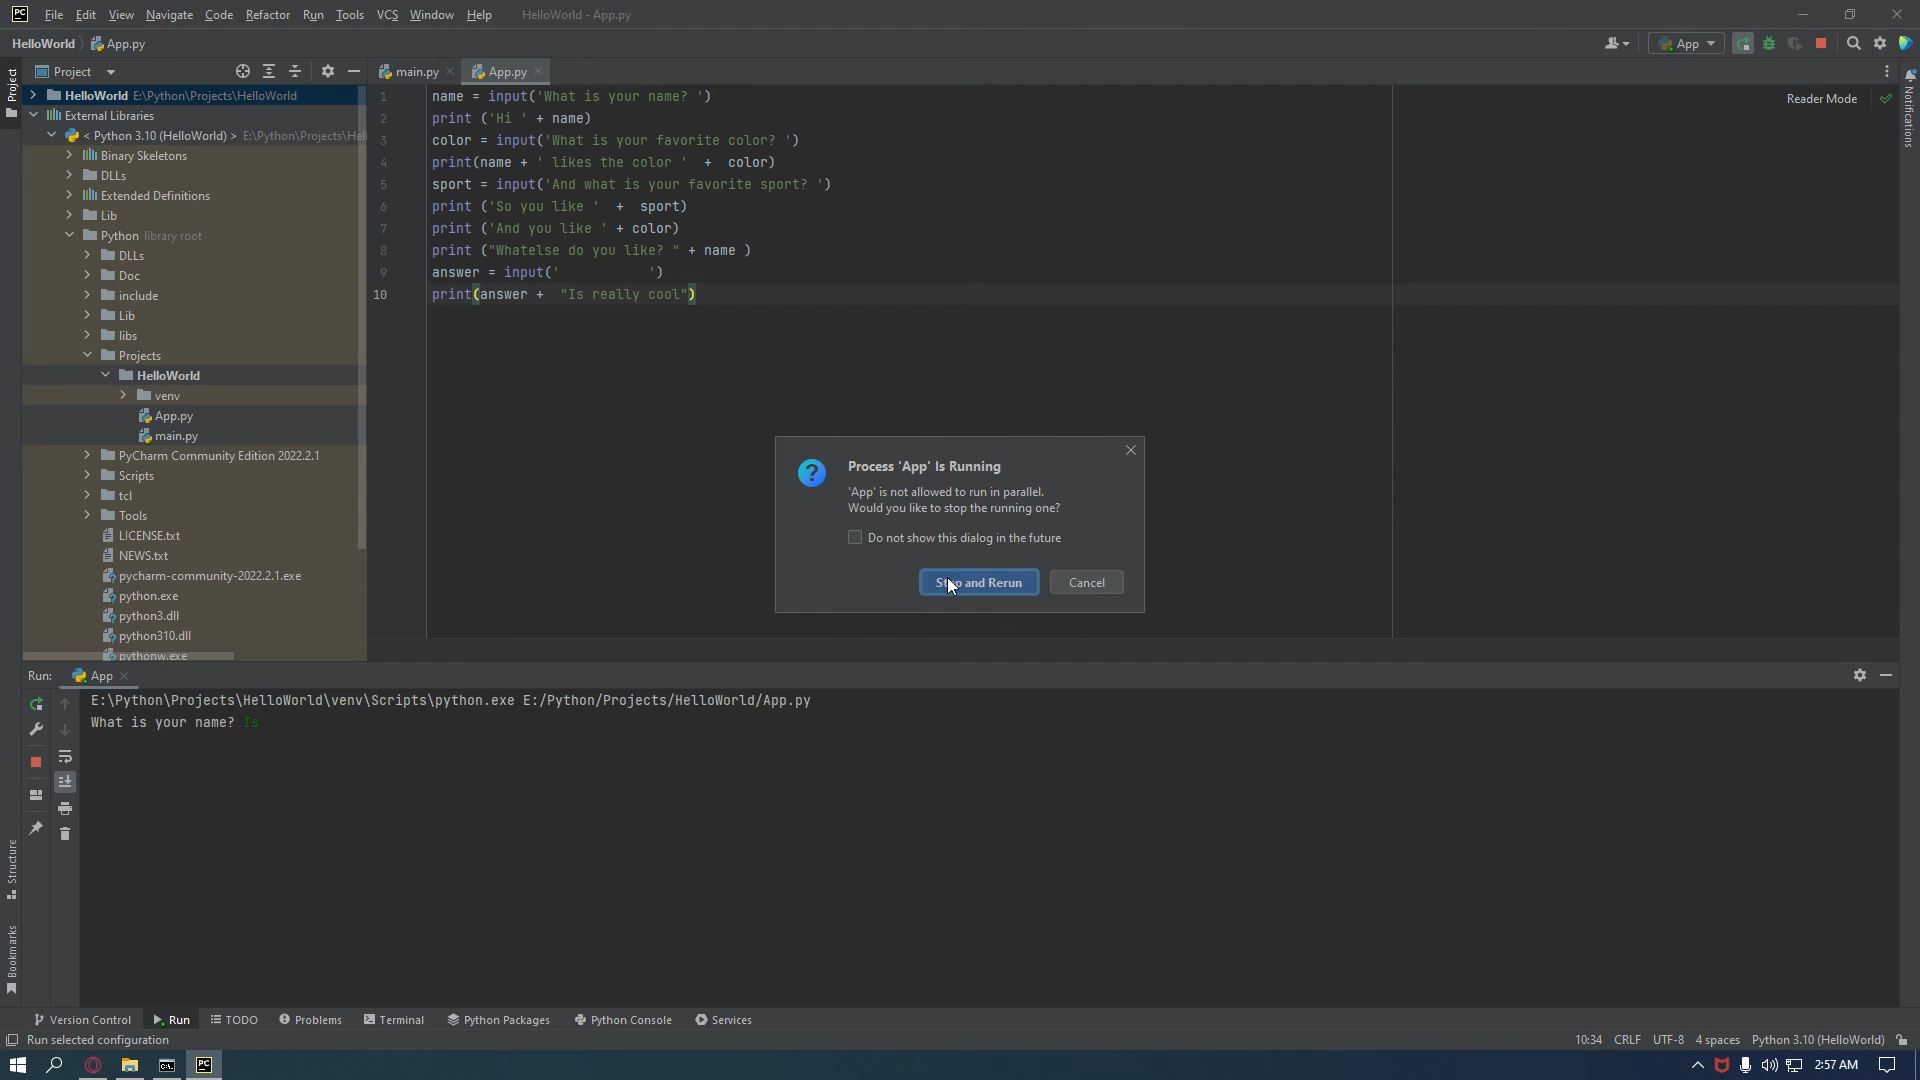 PC File Edit View Navigate Code Refactor Run Tools VCS Window Help HelloWorld - App.py
HelloWorld App.py App
Project
Project main.py App.py
Notifications
Reader Mode
HelloWorld E:\Python\Projects\HelloWorld
External Libraries
< Python 3.10 (HelloWorld) > E:\Python\Projects\Hel
Binary Skeletons
DLLs
Extended Definitions
Lib
Python library root
DLLs
Doc
include
Lib
libs
Projects
HelloWorld
venv
App.py
main.py
PyCharm Community Edition 2022.2.1
Scripts
tcl
Tools
LICENSE.txt
NEWS.txt
pycharm-community-2022.2.1.exe
python.exe
python3.dll
python310.dll
pythonw.exe
1 name = input('What is your name? ')
2 print ('Hi ' + name)
3 color = input('What is your favorite color? ')
4 print(name + ' likes the color ' + color)
5 sport = input('And what is your favorite sport? ')
6 print ('So you like ' + sport)
7 print ('And you like ' + color)
8 print ("Whatelse do you like? " + name )
9 answer = input(' ')
10 print(answer + "Is really cool")
Process 'App' Is Running
'App' is not allowed to run in parallel.
Would you like to stop the running one?
Do not show this dialog in the future
Stop and Rerun Cancel
Run: App
E:\Python\Projects\HelloWorld\venv\Scripts\python.exe E:/Python/Projects/HelloWorld/App.py
What is your name? Is
Structure
Bookmarks
Version Control Run TODO Problems Terminal Python Packages Python Console Services
Run selected configuration 10:34 CRLF UTF-8 4 spaces Python 3.10 (HelloWorld)
PC 2:57 AM